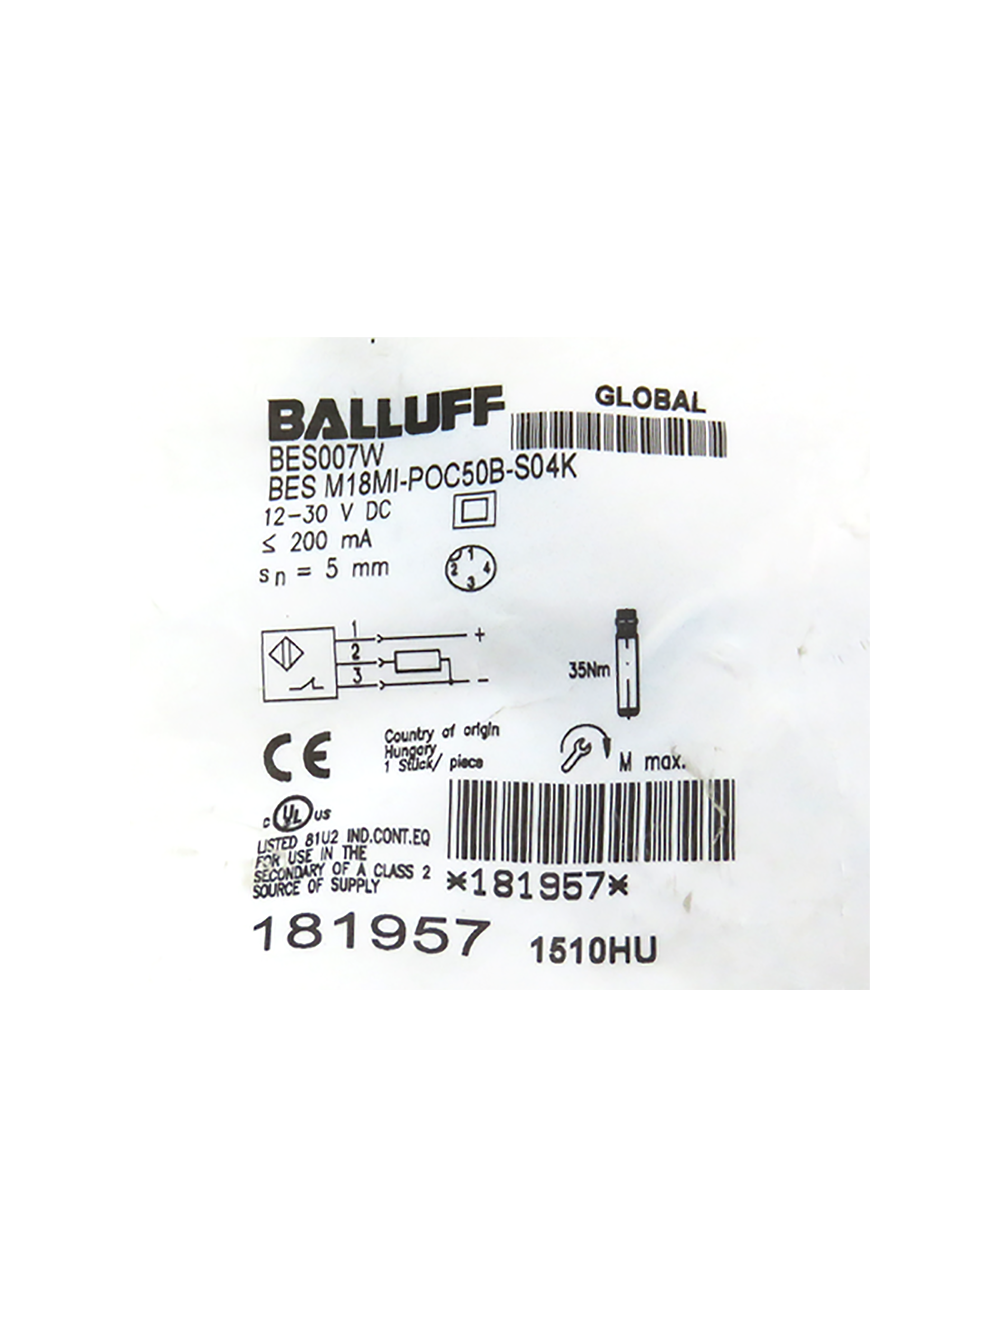 BALLUFF
GLOBAL
BES007W
BES M18MI-POC50B-S04K
12-30 V DC
≤ 200 mA
sn = 5 mm
1
2
4
3
1
+
2
3
-
35Nm
Country of origin
Hungary
1 Stück/ piece
M max.
CE
c UL us
LISTED 81U2 IND.CONT.EQ
FOR USE IN THE
SECONDARY OF A CLASS 2
SOURCE OF SUPPLY
*181957*
181957
1510HU